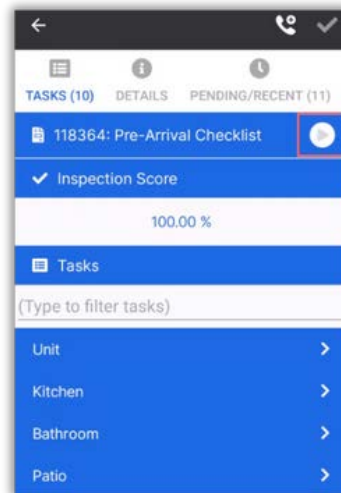 TASKS (10) DETAILS PENDING/RECENT (11)
118364: Pre-Arrival Checklist
Inspection Score
100.00 %
Tasks
(Type to filter tasks)
Unit
Kitchen
Bathroom
Patio